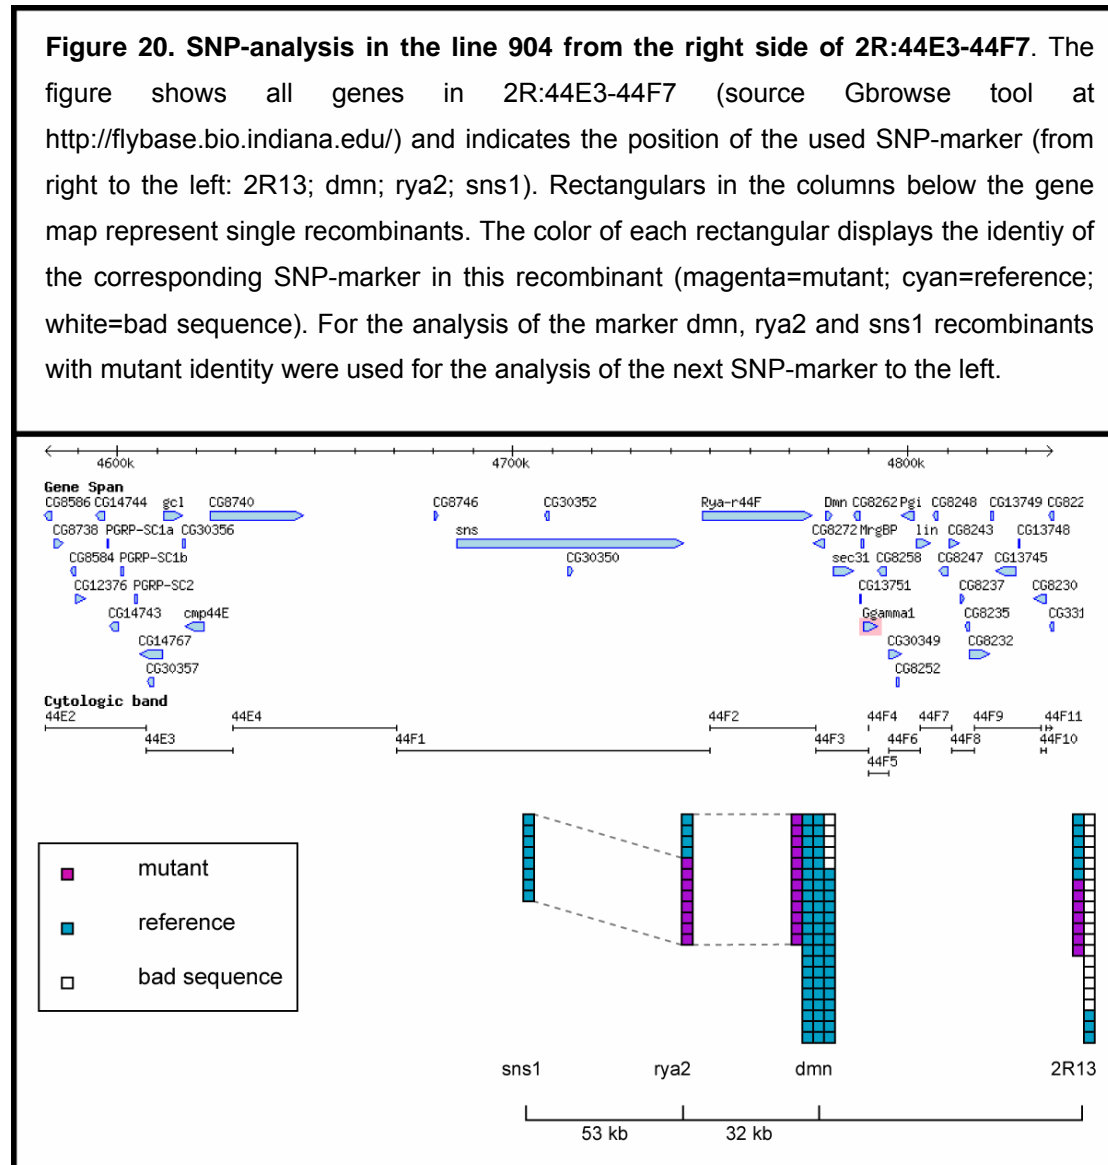 Figure 20. SNP-analysis in the line 904 from the right side of 2R:44E3-44F7. The
figure shows all genes in 2R:44E3-44F7 (source Gbrowse tool at
http://flybase.bio.indiana.edu/) and indicates the position of the used SNP-marker (from
right to the left: 2R13; dmn; rya2; sns1). Rectangulars in the columns below the gene
map represent single recombinants. The color of each rectangular displays the identiy of
the corresponding SNP-marker in this recombinant (magenta=mutant; cyan=reference;
white=bad sequence). For the analysis of the marker dmn, rya2 and sns1 recombinants
with mutant identity were used for the analysis of the next SNP-marker to the left.
4600k 4700k 4800k
Gene Span
CG8586 CG14744 gcl CG8740 CG8746 CG30352 Rya-r44F Dmn CG8262 Pgi CG8248 CG13749 CG822
CG8738 PGRP-SC1a CG30356 sns CG8272 MrgBP lin CG8243 CG13748
CG8584 PGRP-SC1b CG30350 sec31 CG8258 CG8247 CG13745
CG12376 PGRP-SC2 CG13751 CG8237 CG8230
CG14743 cmp44E Ggamma1 CG8235 CG331
CG14767 CG30349 CG8232
CG30357 CG8252
Cytologic band
44E2 44E4 44F2 44F4 44F7 44F9 44F11
44E3 44F1 44F3 44F6 44F8 44F10
44F5
mutant
reference
bad sequence
sns1 rya2 dmn 2R13
53 kb 32 kb